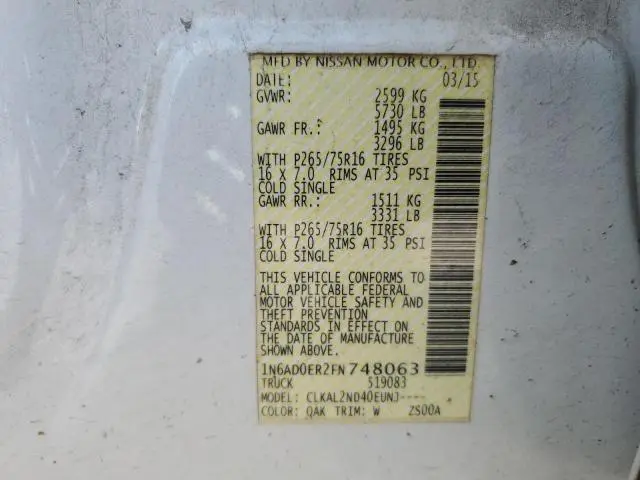 MFD BY NISSAN MOTOR CO., LTD.
DATE: 03/15
GVWR: 2599 KG
5730 LB
GAWR FR.: 1495 KG
3296 LB
WITH P265/75R16 TIRES
16 X 7.0 RIMS AT 35 PSI
COLD SINGLE
GAWR RR.: 1511 KG
3331 LB
WITH P265/75R16 TIRES
16 X 7.0 RIMS AT 35 PSI
COLD SINGLE
THIS VEHICLE CONFORMS TO
ALL APPLICABLE FEDERAL
MOTOR VEHICLE SAFETY AND
THEFT PREVENTION
STANDARDS IN EFFECT ON
THE DATE OF MANUFACTURE
SHOWN ABOVE.
1N6AD0ER2FN748063
TRUCK 519083
MODEL: CLKAL2ND40EUNJ----
COLOR: QAK TRIM: W ZS00A